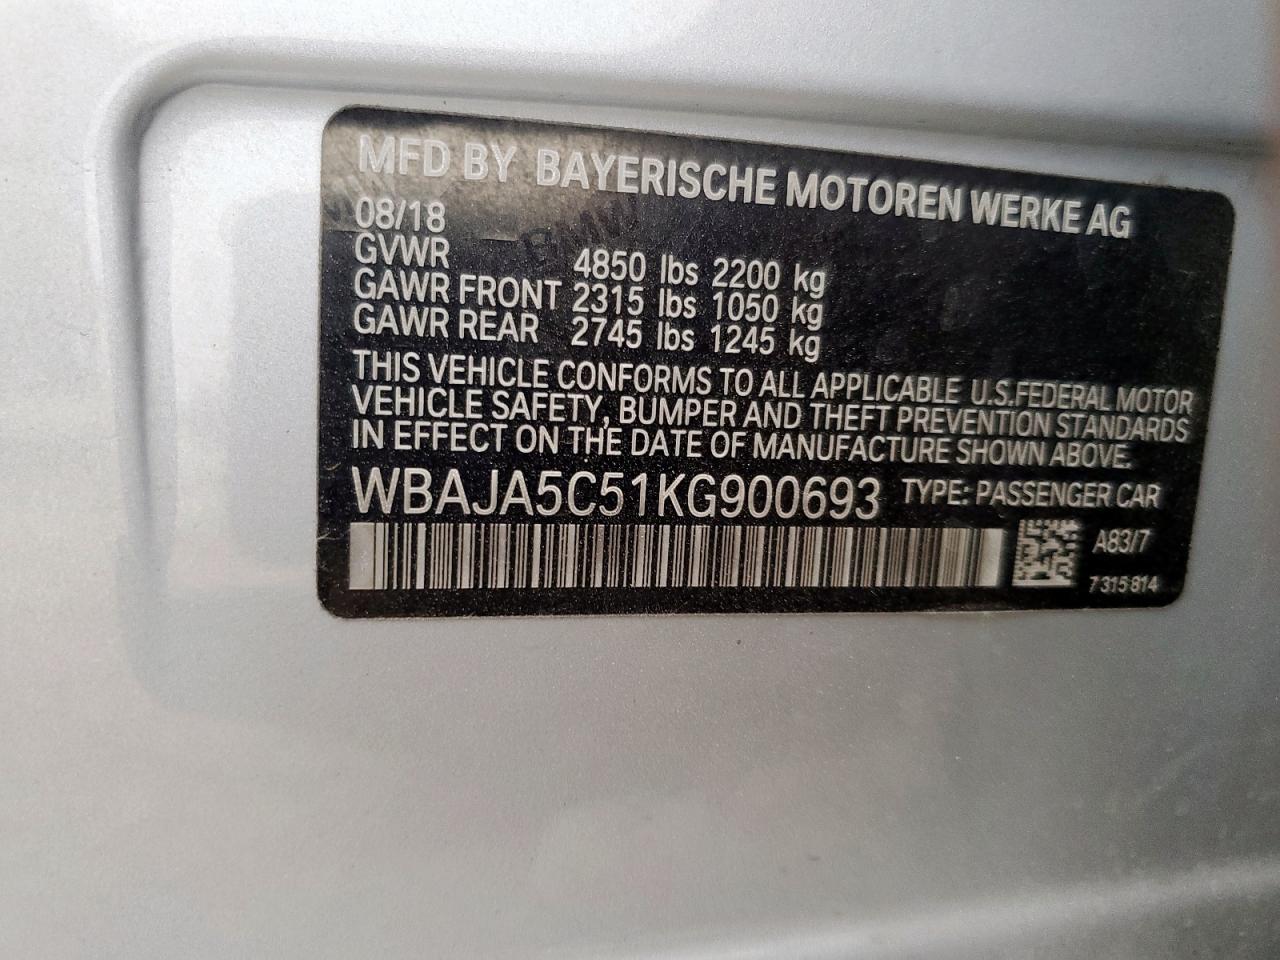 MFD BY BAYERISCHE MOTOREN WERKE AG
08/18
GVWR 4850 lbs 2200 kg
GAWR FRONT 2315 lbs 1050 kg
GAWR REAR 2745 lbs 1245 kg
THIS VEHICLE CONFORMS TO ALL APPLICABLE U.S.FEDERAL MOTOR
VEHICLE SAFETY, BUMPER AND THEFT PREVENTION STANDARDS
IN EFFECT ON THE DATE OF MANUFACTURE SHOWN ABOVE.
WBAJA5C51KG900693 TYPE: PASSENGER CAR
A83/7
7 315 814